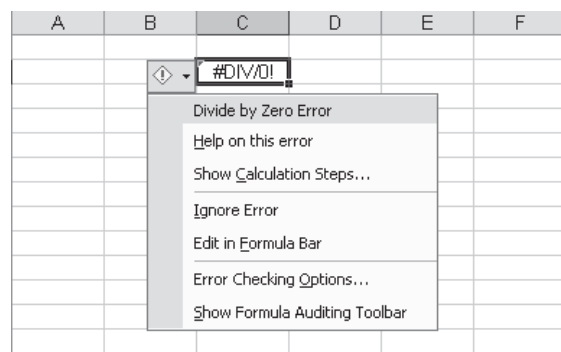 A B C D E F
#DIV/0!
Divide by Zero Error
Help on this error
Show Calculation Steps...
Ignore Error
Edit in Formula Bar
Error Checking Options...
Show Formula Auditing Toolbar